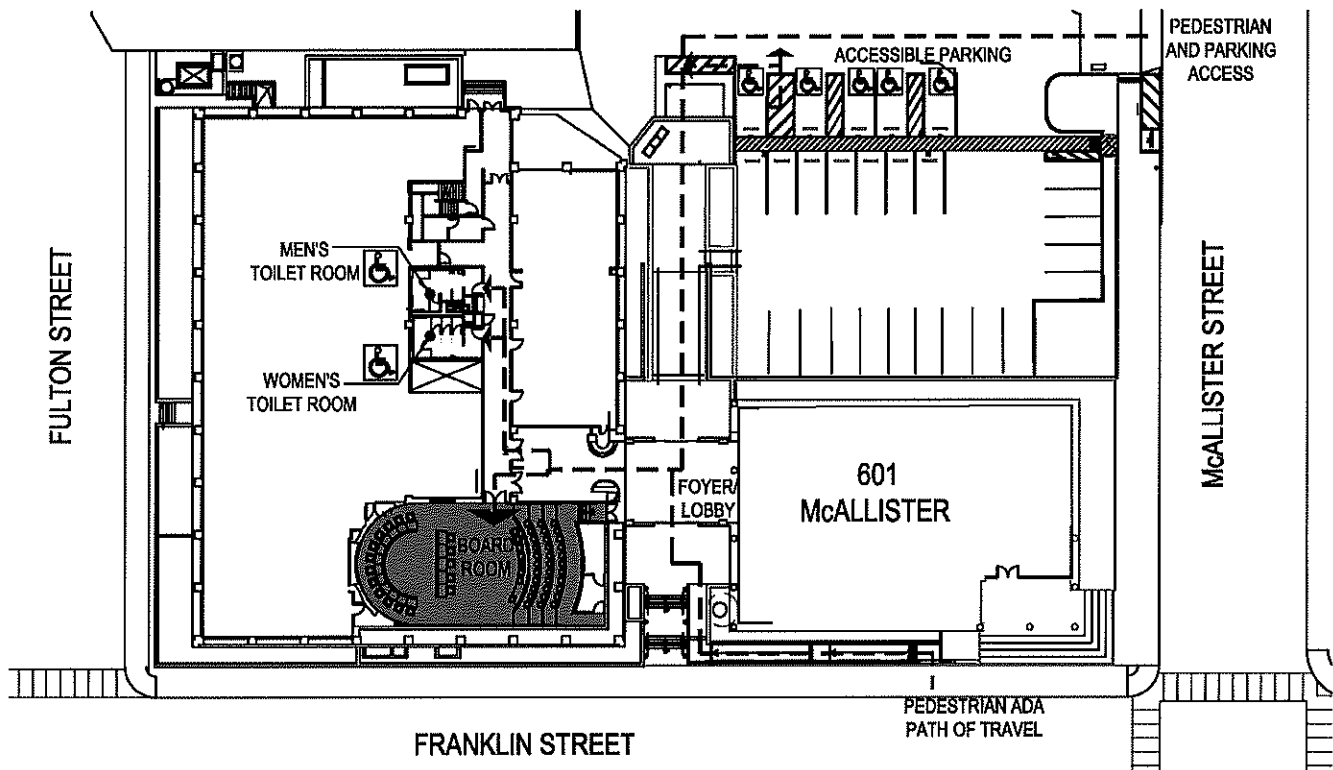 PEDESTRIAN
AND PARKING
ACCESS
ACCESSIBLE PARKING
MEN'S
TOILET ROOM
WOMEN'S
TOILET ROOM
FULTON STREET
McALLISTER STREET
FOYER/
LOBBY
601
McALLISTER
BOARD
ROOM
PEDESTRIAN ADA
PATH OF TRAVEL
FRANKLIN STREET